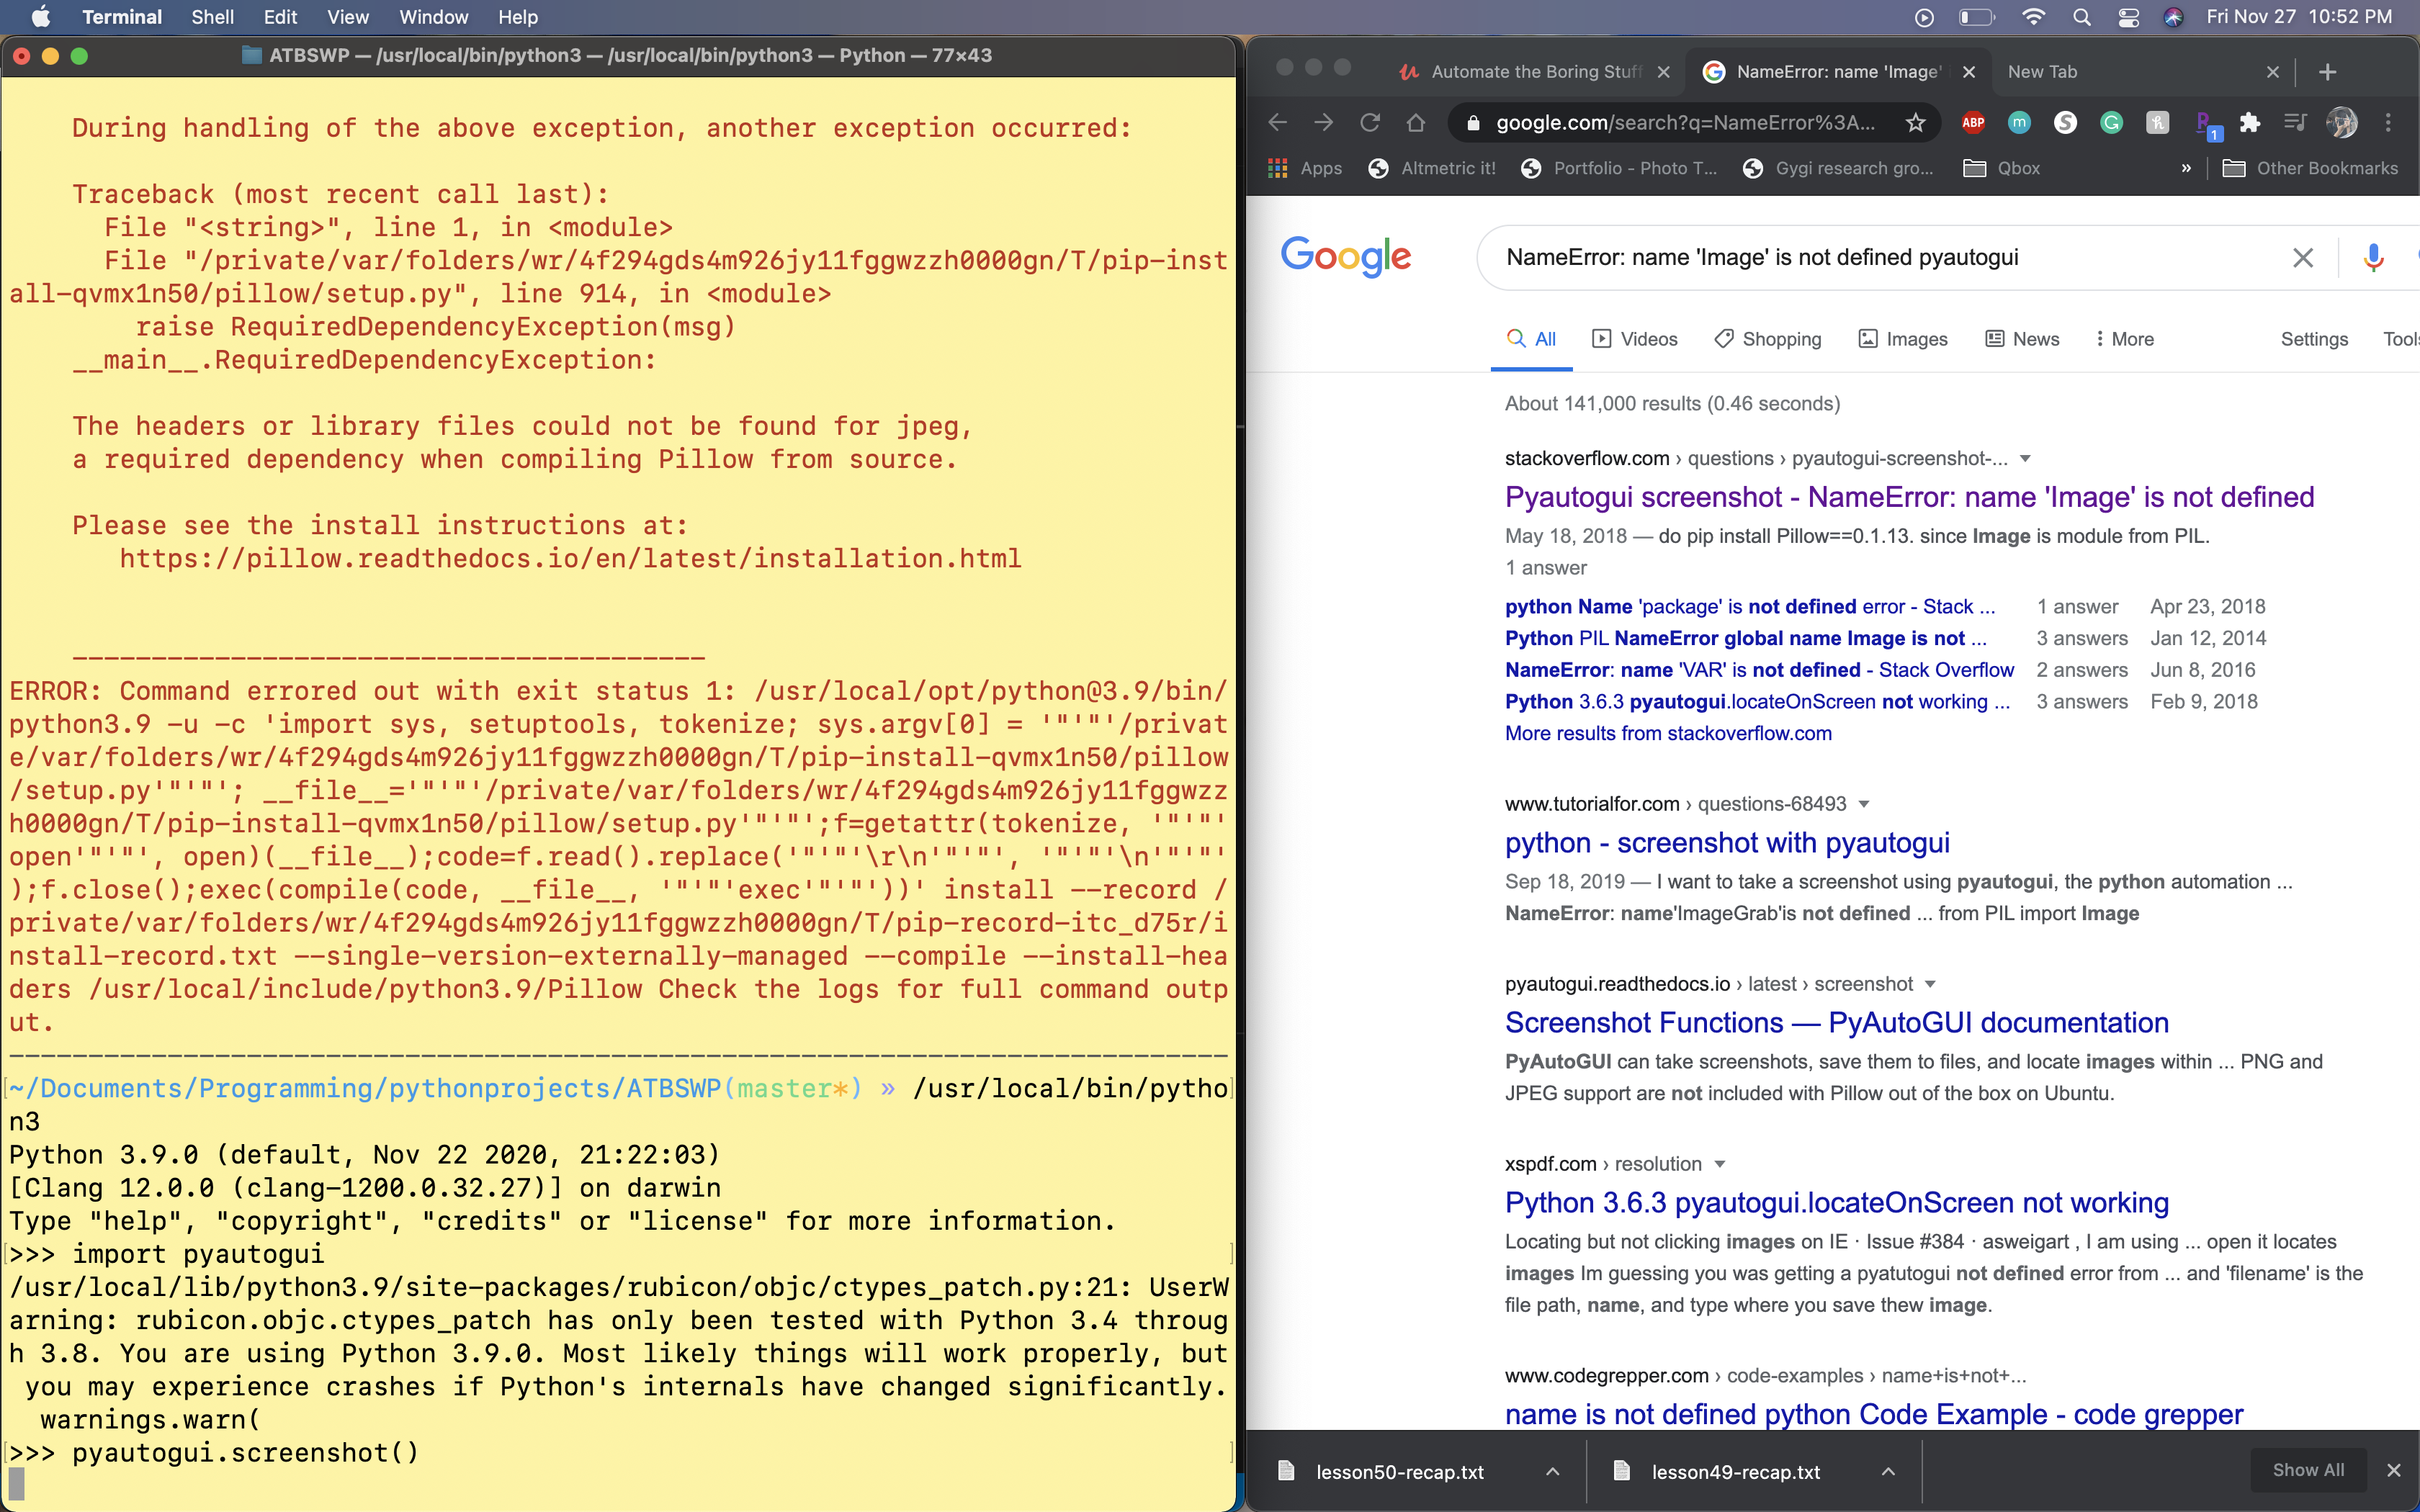 Terminal Shell Edit View Window Help Fri Nov 27 10:52 PM
ATBSWP — /usr/local/bin/python3 — /usr/local/bin/python3 — Python — 77×43
During handling of the above exception, another exception occurred:
Traceback (most recent call last):
File "<string>", line 1, in <module>
File "/private/var/folders/wr/4f294gds4m926jy11fggwzzh0000gn/T/pip-inst
all-qvmx1n50/pillow/setup.py", line 914, in <module>
raise RequiredDependencyException(msg)
__main__.RequiredDependencyException:
The headers or library files could not be found for jpeg,
a required dependency when compiling Pillow from source.
Please see the install instructions at:
https://pillow.readthedocs.io/en/latest/installation.html
----------------------------------------
ERROR: Command errored out with exit status 1: /usr/local/opt/python@3.9/bin/
python3.9 -u -c 'import sys, setuptools, tokenize; sys.argv[0] = '"'"'/privat
e/var/folders/wr/4f294gds4m926jy11fggwzzh0000gn/T/pip-install-qvmx1n50/pillow
/setup.py'"'"'; __file__='"'"'/private/var/folders/wr/4f294gds4m926jy11fggwzz
h0000gn/T/pip-install-qvmx1n50/pillow/setup.py'"'"';f=getattr(tokenize, '"'"'
open'"'"', open)(__file__);code=f.read().replace('"'"'\r\n'"'"', '"'"'\n'"'"'
);f.close();exec(compile(code, __file__, '"'"'exec'"'"'))' install --record /
private/var/folders/wr/4f294gds4m926jy11fggwzzh0000gn/T/pip-record-itc_d75r/i
nstall-record.txt --single-version-externally-managed --compile --install-hea
ders /usr/local/include/python3.9/Pillow Check the logs for full command outp
ut.
~/Documents/Programming/pythonprojects/ATBSWP(master*) » /usr/local/bin/pytho
n3
Python 3.9.0 (default, Nov 22 2020, 21:22:03)
[Clang 12.0.0 (clang-1200.0.32.27)] on darwin
Type "help", "copyright", "credits" or "license" for more information.
>>> import pyautogui
/usr/local/lib/python3.9/site-packages/rubicon/objc/ctypes_patch.py:21: UserW
arning: rubicon.objc.ctypes_patch has only been tested with Python 3.4 throug
h 3.8. You are using Python 3.9.0. Most likely things will work properly, but
you may experience crashes if Python's internals have changed significantly.
warnings.warn(
>>> pyautogui.screenshot()
Automate the Boring Stuff NameError: name 'Image' New Tab
google.com/search?q=NameError%3A... ABP m S G h 1
Apps Altmetric it! Portfolio - Photo T... Gygi research gro... Qbox » Other Bookmarks
Google NameError: name 'Image' is not defined pyautogui
All Videos Shopping Images News More Settings Tools
About 141,000 results (0.46 seconds)
stackoverflow.com › questions › pyautogui-screenshot-...
Pyautogui screenshot - NameError: name 'Image' is not defined
May 18, 2018 — do pip install Pillow==0.1.13. since Image is module from PIL.
1 answer
python Name 'package' is not defined error - Stack ... 1 answer Apr 23, 2018
Python PIL NameError global name Image is not ... 3 answers Jan 12, 2014
NameError: name 'VAR' is not defined - Stack Overflow 2 answers Jun 8, 2016
Python 3.6.3 pyautogui.locateOnScreen not working ... 3 answers Feb 9, 2018
More results from stackoverflow.com
www.tutorialfor.com › questions-68493
python - screenshot with pyautogui
Sep 18, 2019 — I want to take a screenshot using pyautogui, the python automation ...
NameError: name'ImageGrab'is not defined ... from PIL import Image
pyautogui.readthedocs.io › latest › screenshot
Screenshot Functions — PyAutoGUI documentation
PyAutoGUI can take screenshots, save them to files, and locate images within ... PNG and
JPEG support are not included with Pillow out of the box on Ubuntu.
xspdf.com › resolution
Python 3.6.3 pyautogui.locateOnScreen not working
Locating but not clicking images on IE · Issue #384 · asweigart , I am using ... open it locates
images Im guessing you was getting a pyatutogui not defined error from ... and 'filename' is the
file path, name, and type where you save thew image.
www.codegrepper.com › code-examples › name+is+not+...
name is not defined python Code Example - code grepper
lesson50-recap.txt lesson49-recap.txt Show All